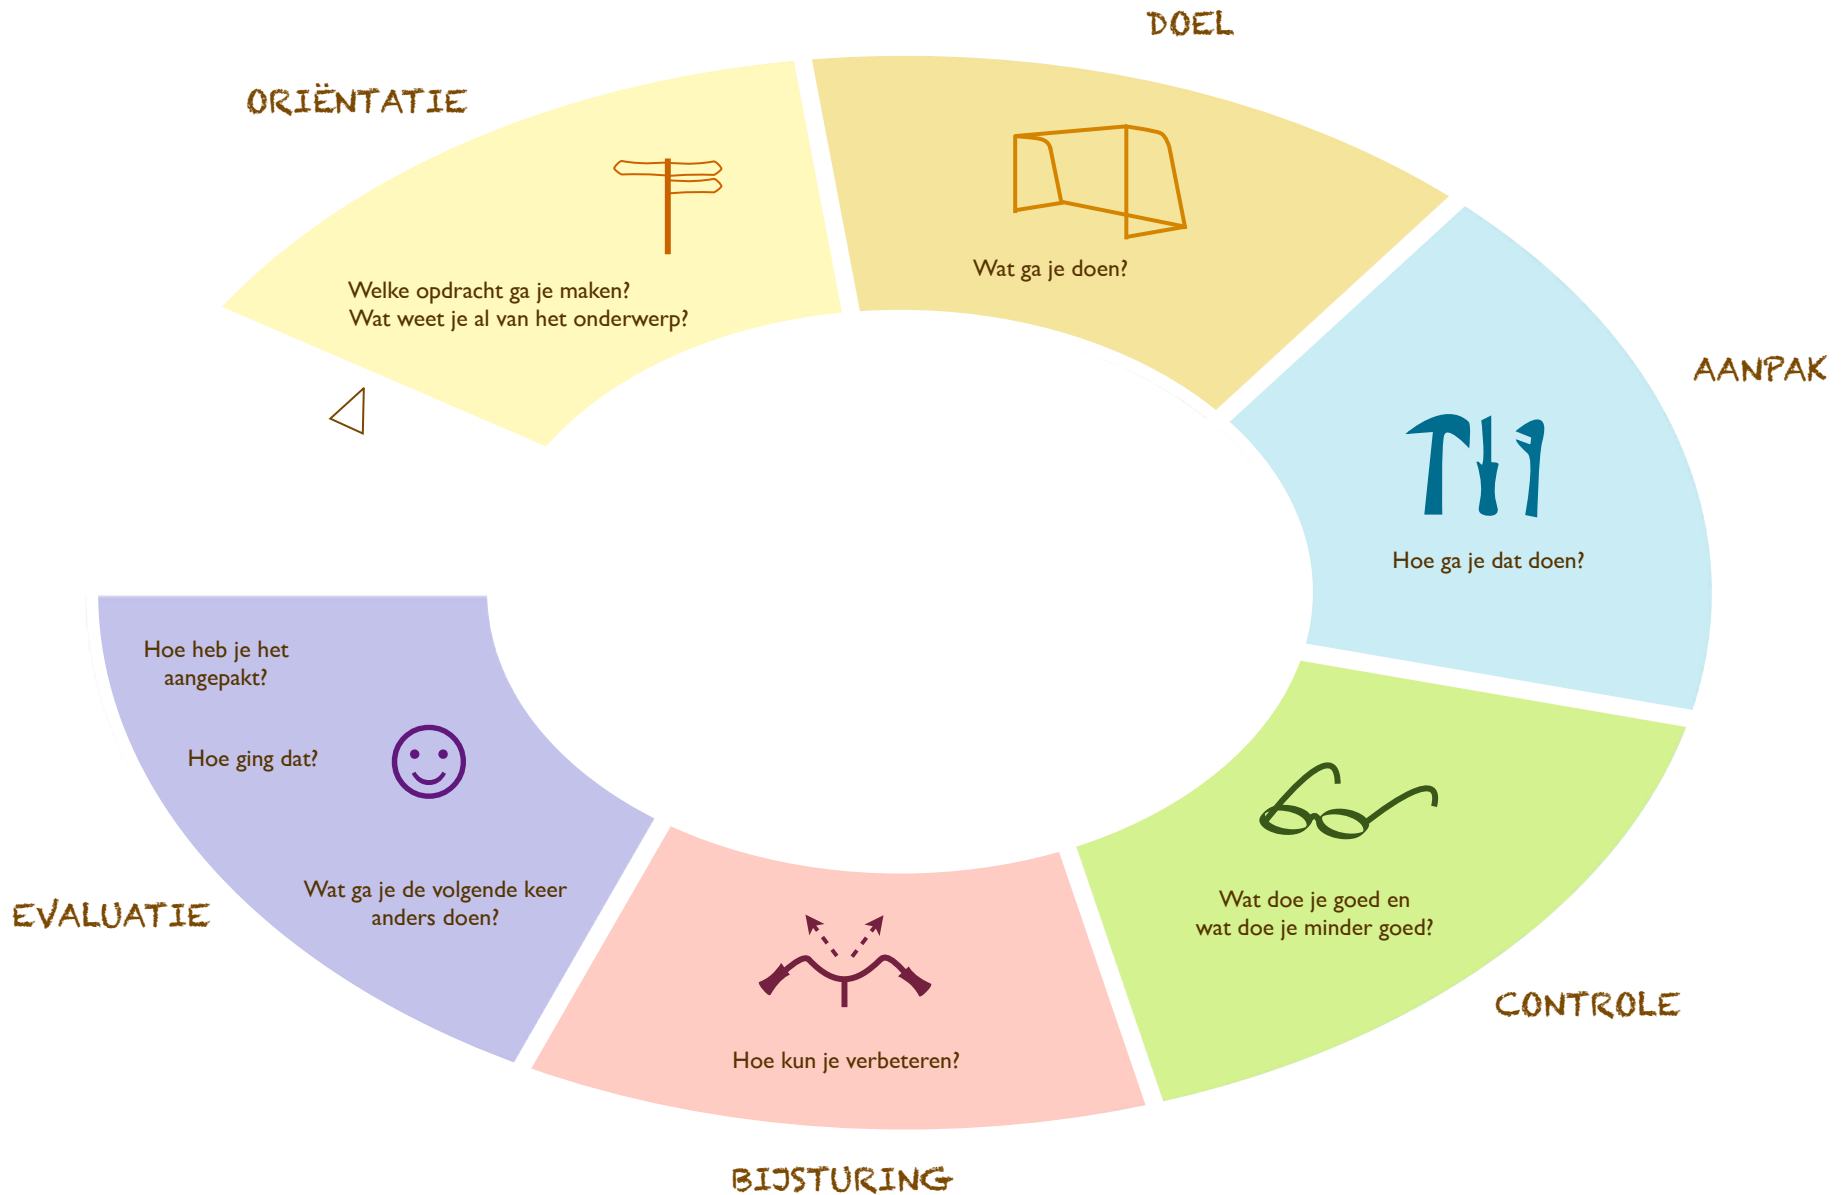 ORIËNTATIE
Welke opdracht ga je maken?
Wat weet je al van het onderwerp?
DOEL
Wat ga je doen?
AANPAK
Hoe ga je dat doen?
CONTROLE
Wat doe je goed en
wat doe je minder goed?
BIJSTURING
Hoe kun je verbeteren?
EVALUATIE
Hoe heb je het
aangepakt?
Hoe ging dat?
Wat ga je de volgende keer
anders doen?